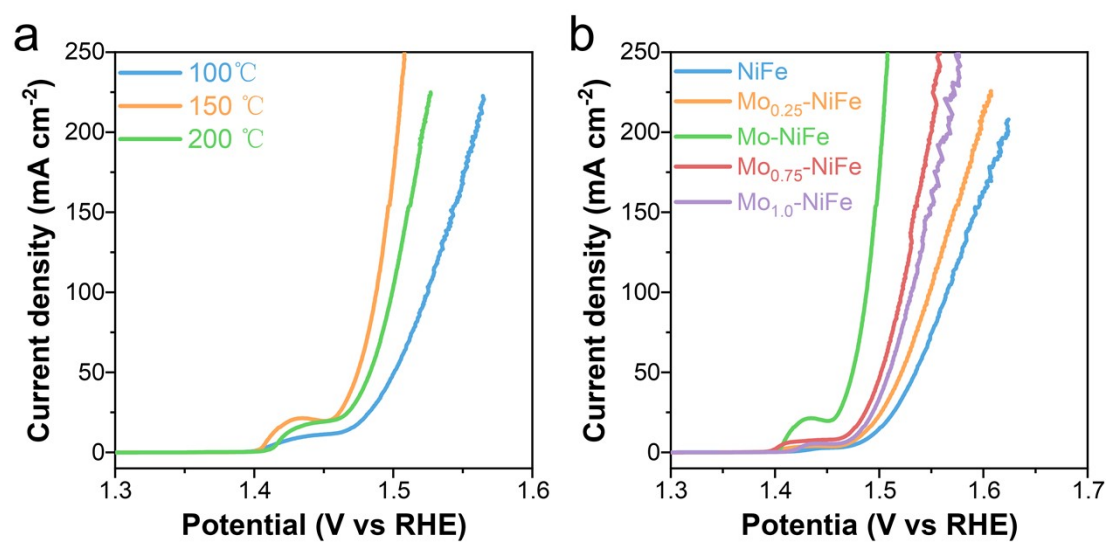 a
Current density (mA cm⁻²)
250
200
150
100
50
0
100℃
150 ℃
200 ℃
1.3
1.4
1.5
1.6
Potential (V vs RHE)
b
Current density (mA cm⁻²)
250
200
150
100
50
0
NiFe
Mo₀.₂₅-NiFe
Mo-NiFe
Mo₀.₇₅-NiFe
Mo₁.₀-NiFe
1.3
1.4
1.5
1.6
1.7
Potentia (V vs RHE)